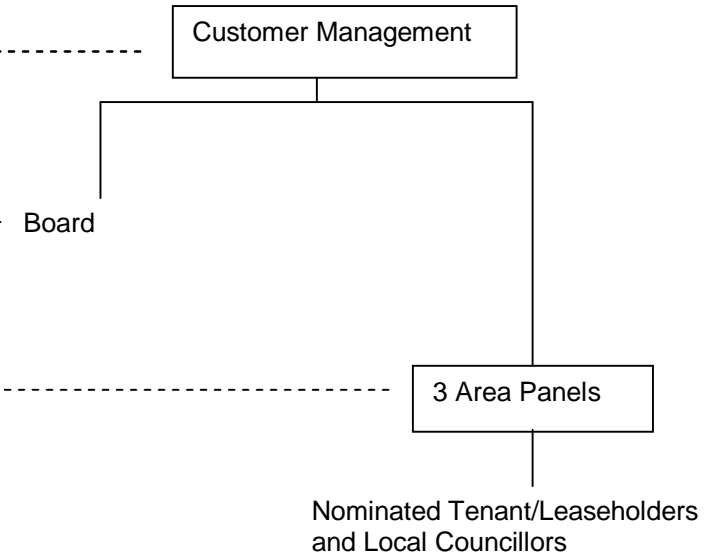 Customer Management
Board
3 Area Panels
Nominated Tenant/Leaseholders
and Local Councillors